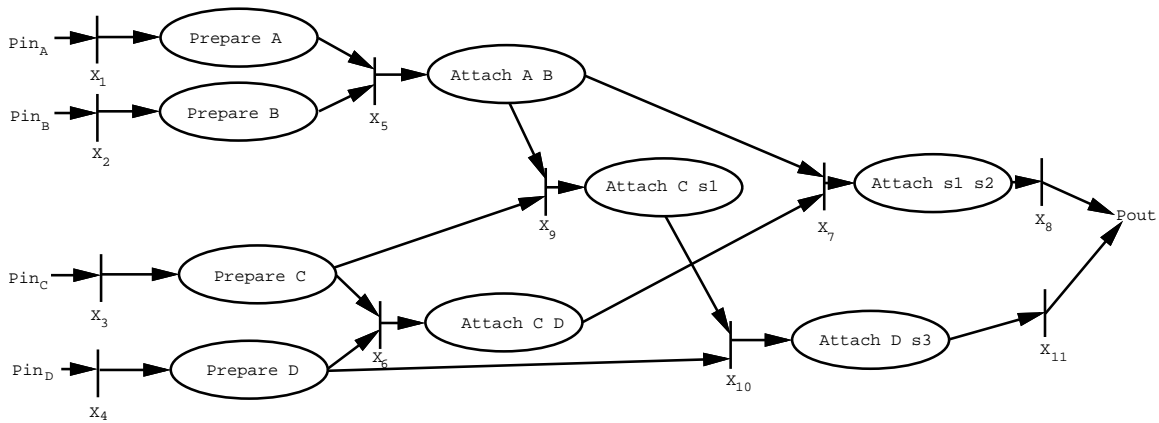 Pin_A
X_1
Prepare A
Pin_B
X_2
Prepare B
X_5
Attach A B
X_9
Attach C s1
X_7
Attach s1 s2
X_8
Pout
Pin_C
X_3
Prepare C
X_6
Attach C D
Pin_D
X_4
Prepare D
X_10
Attach D s3
X_11